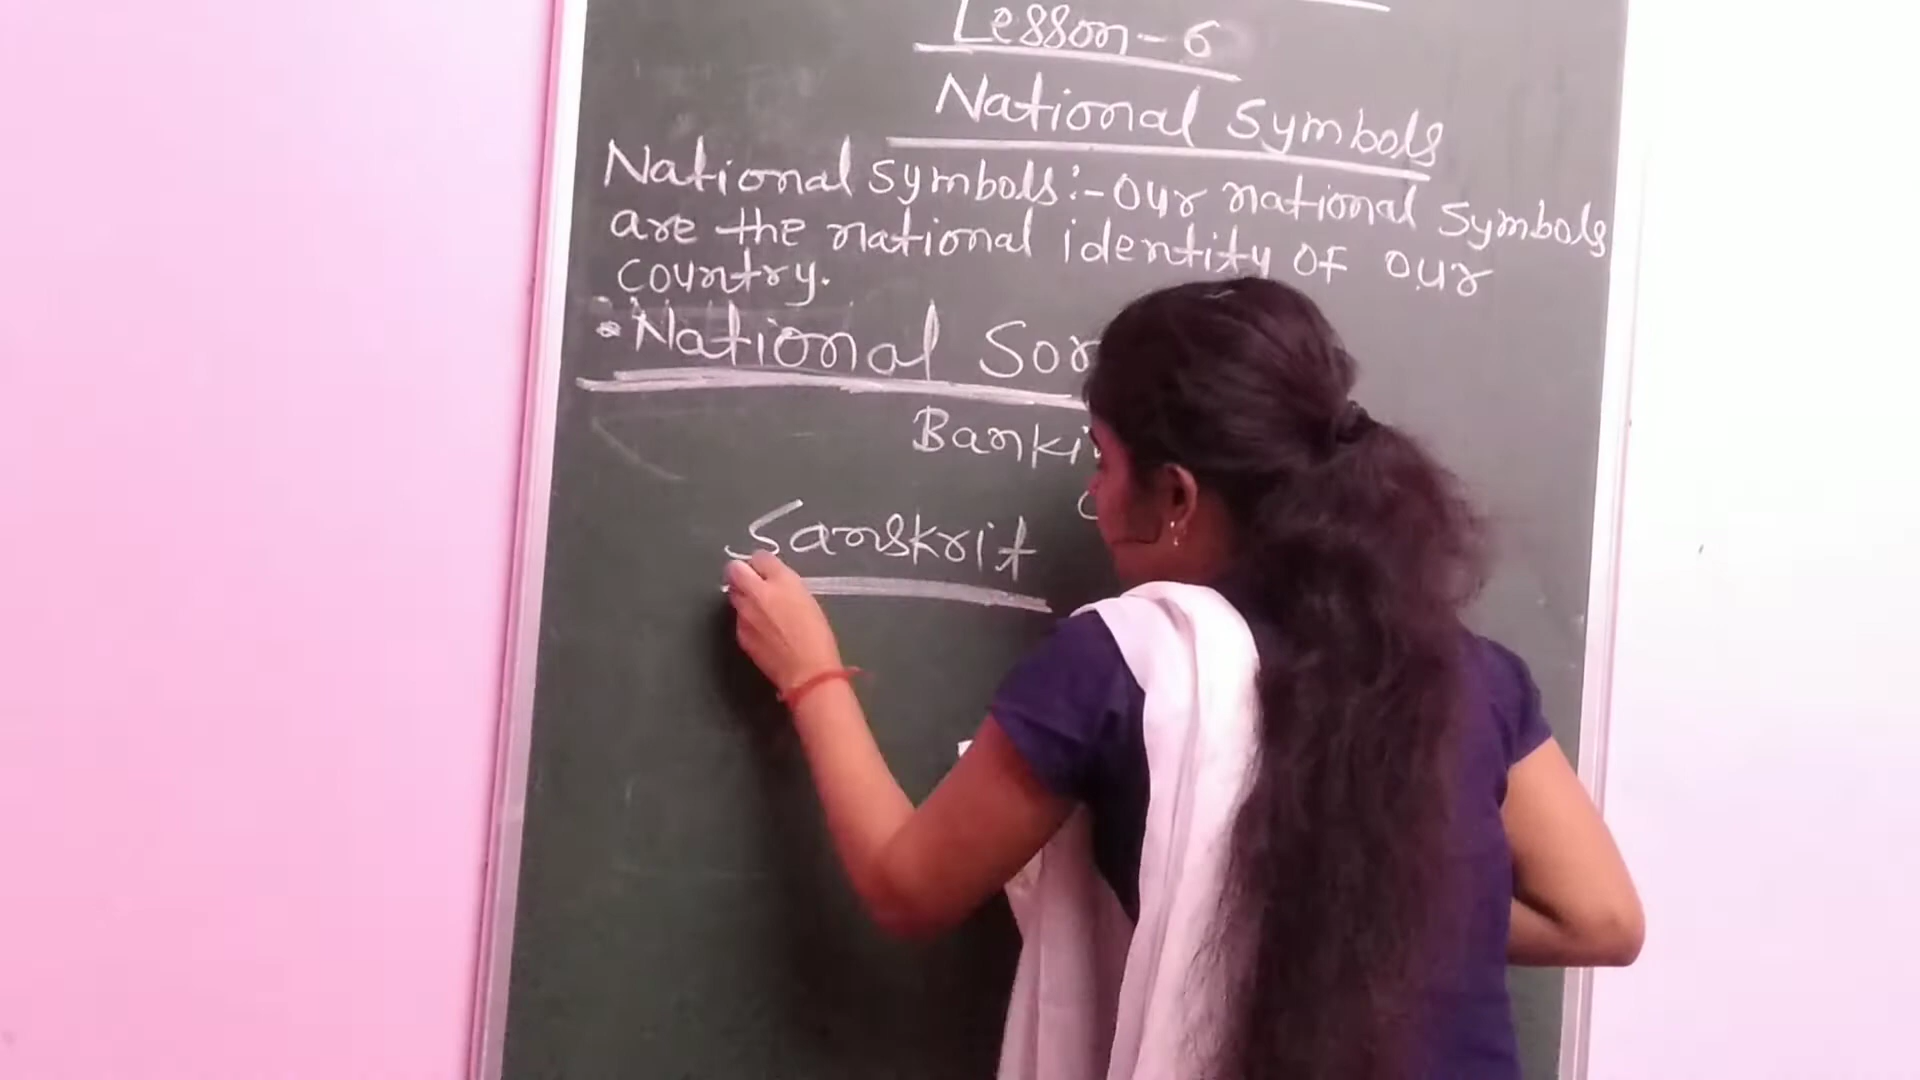 Lesson - 6
National Symbols
National Symbols :- Our national Symbols
are the national identity of our
country.
• National
Sanskrit